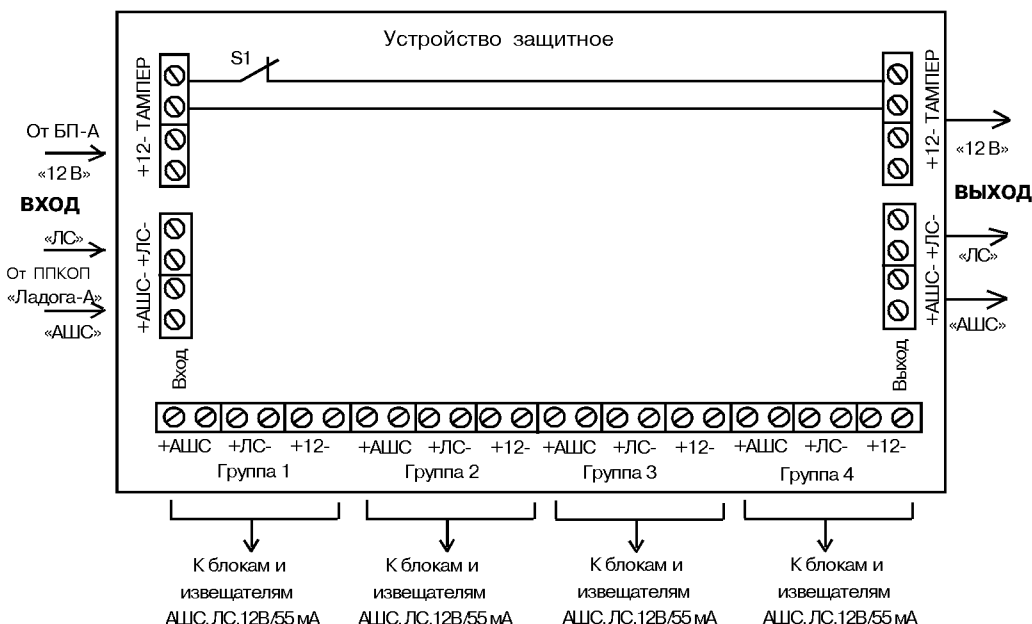 Устройство защитное
S1
ТАМПЕР
+12-
ТАМПЕР
+12-
От БП-А
«12 В»
ВХОД
«ЛС»
От ППКОП
«Ладога-А»
«АШС»
+ЛС-
+АШС-
Вход
«12 В»
ВЫХОД
«ЛС»
«АШС»
+ЛС-
+АШС-
Выход
+АШС +ЛС- +12- +АШС +ЛС- +12- +АШС +ЛС- +12- +АШС +ЛС- +12-
Группа 1 Группа 2 Группа 3 Группа 4
К блокам и К блокам и К блокам и К блокам и
извещателям извещателям извещателям извещателям
АШС, ЛС, 12В/55 мА АШС, ЛС, 12В/55 мА АШС, ЛС, 12В/55 мА АШС, ЛС, 12В/55 мА